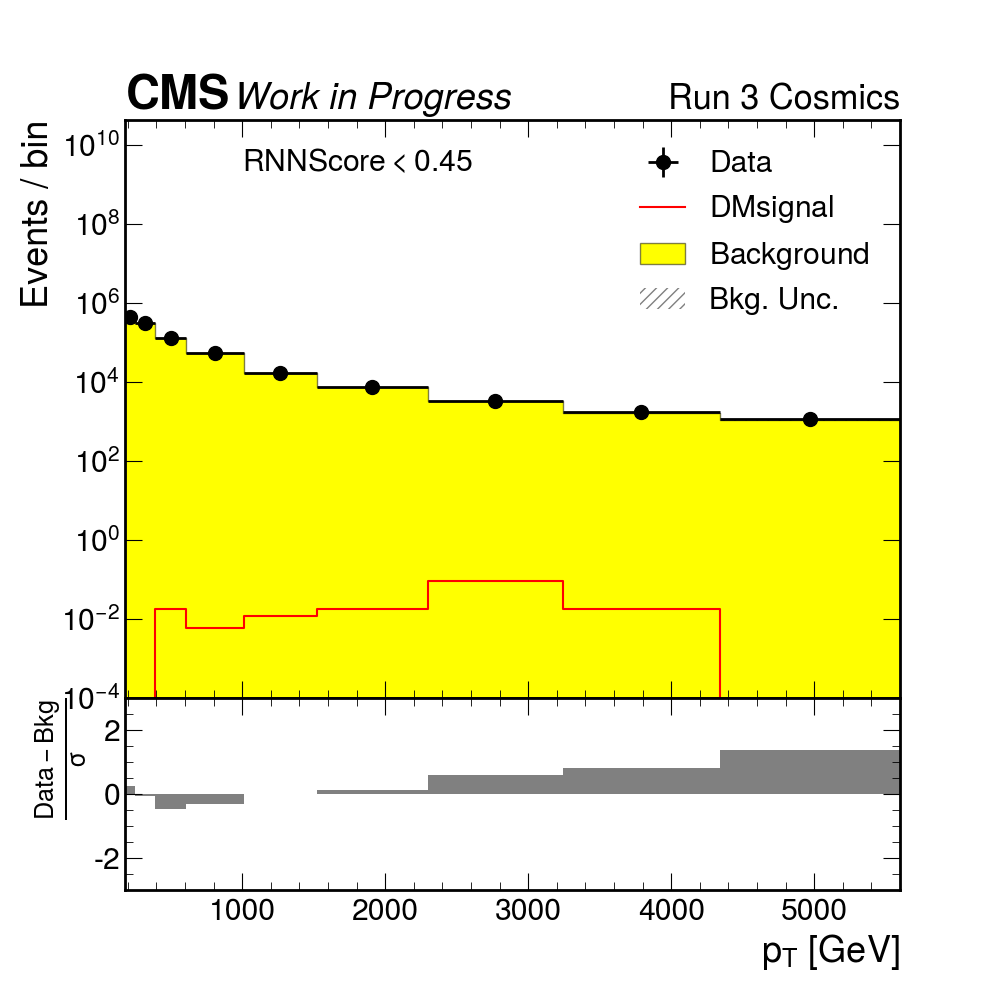 CMS Work in Progress Run 3 Cosmics
Events / bin
RNNScore < 0.45
Data
DMsignal
Background
Bkg. Unc.
10^10
10^8
10^6
10^4
10^2
10^0
10^−2
10^−4
Data − Bkg
σ
2
0
-2
1000 2000 3000 4000 5000
p_T [GeV]